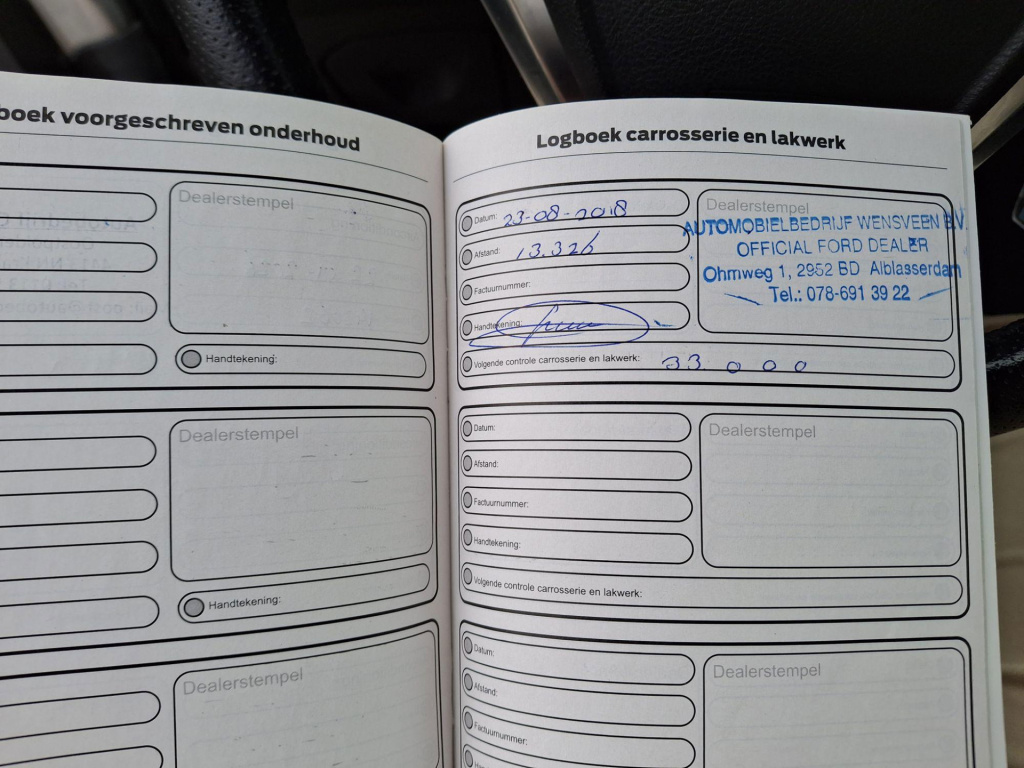 boek voorgeschreven onderhoud
Dealerstempel
Handtekening:
Dealerstempel
Handtekening:
Dealerstempel
Logboek carrosserie en lakwerk
Datum: 23-08-2018
Afstand: 13.326
Factuurnummer:
Handtekening:
Dealerstempel
AUTOMOBIELBEDRIJF WENSVEEN B.V.
OFFICIAL FORD DEALER
Ohmweg 1, 2952 BD Alblasserdam
Tel.: 078-691 39 22
Volgende controle carrosserie en lakwerk: 33.000
Datum:
Afstand:
Factuurnummer:
Handtekening:
Dealerstempel
Volgende controle carrosserie en lakwerk:
Datum:
Afstand:
Factuurnummer:
Dealerstempel